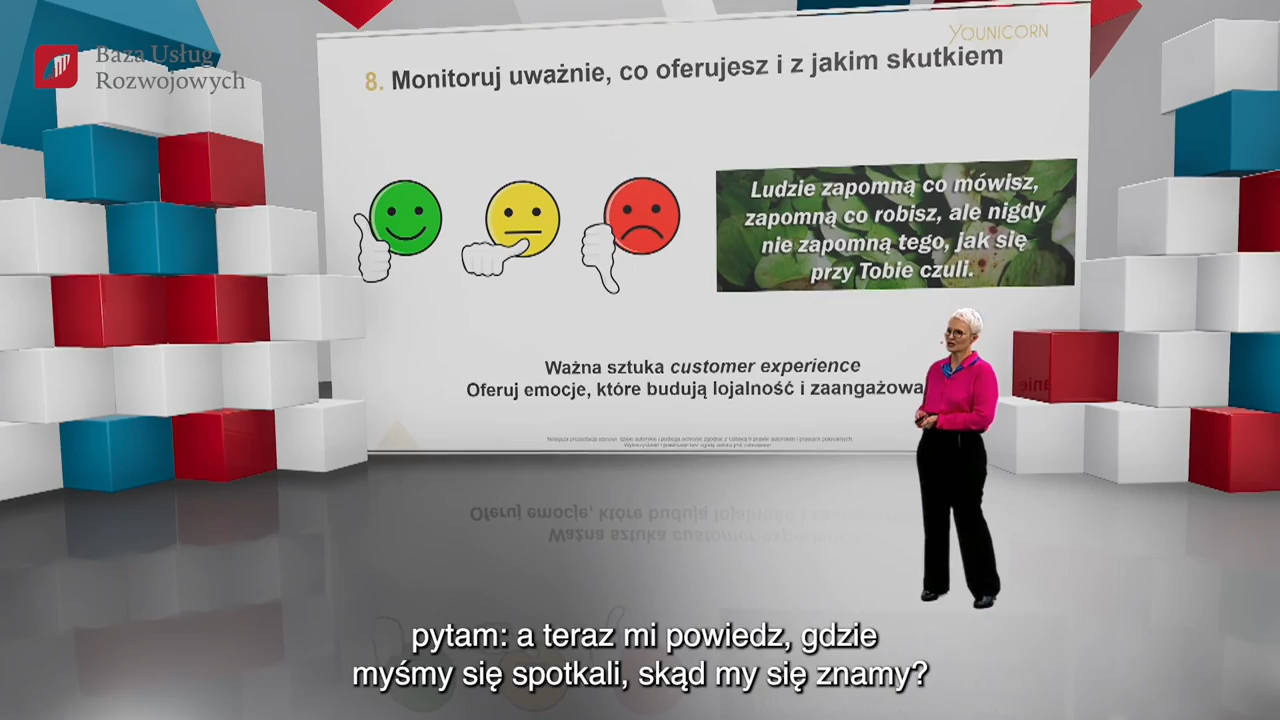 Baza Usług
Rozwojowych
YOUNICORN
8. Monitoruj uważnie, co oferujesz i z jakim skutkiem
Ludzie zapomną co mówisz,
zapomną co robisz, ale nigdy
nie zapomną tego, jak się
przy Tobie czuli.
Ważna sztuka customer experience
Oferuj emocje, które budują lojalność i zaangażowa
pytam: a teraz mi powiedz, gdzie
myśmy się spotkali, skąd my się znamy?